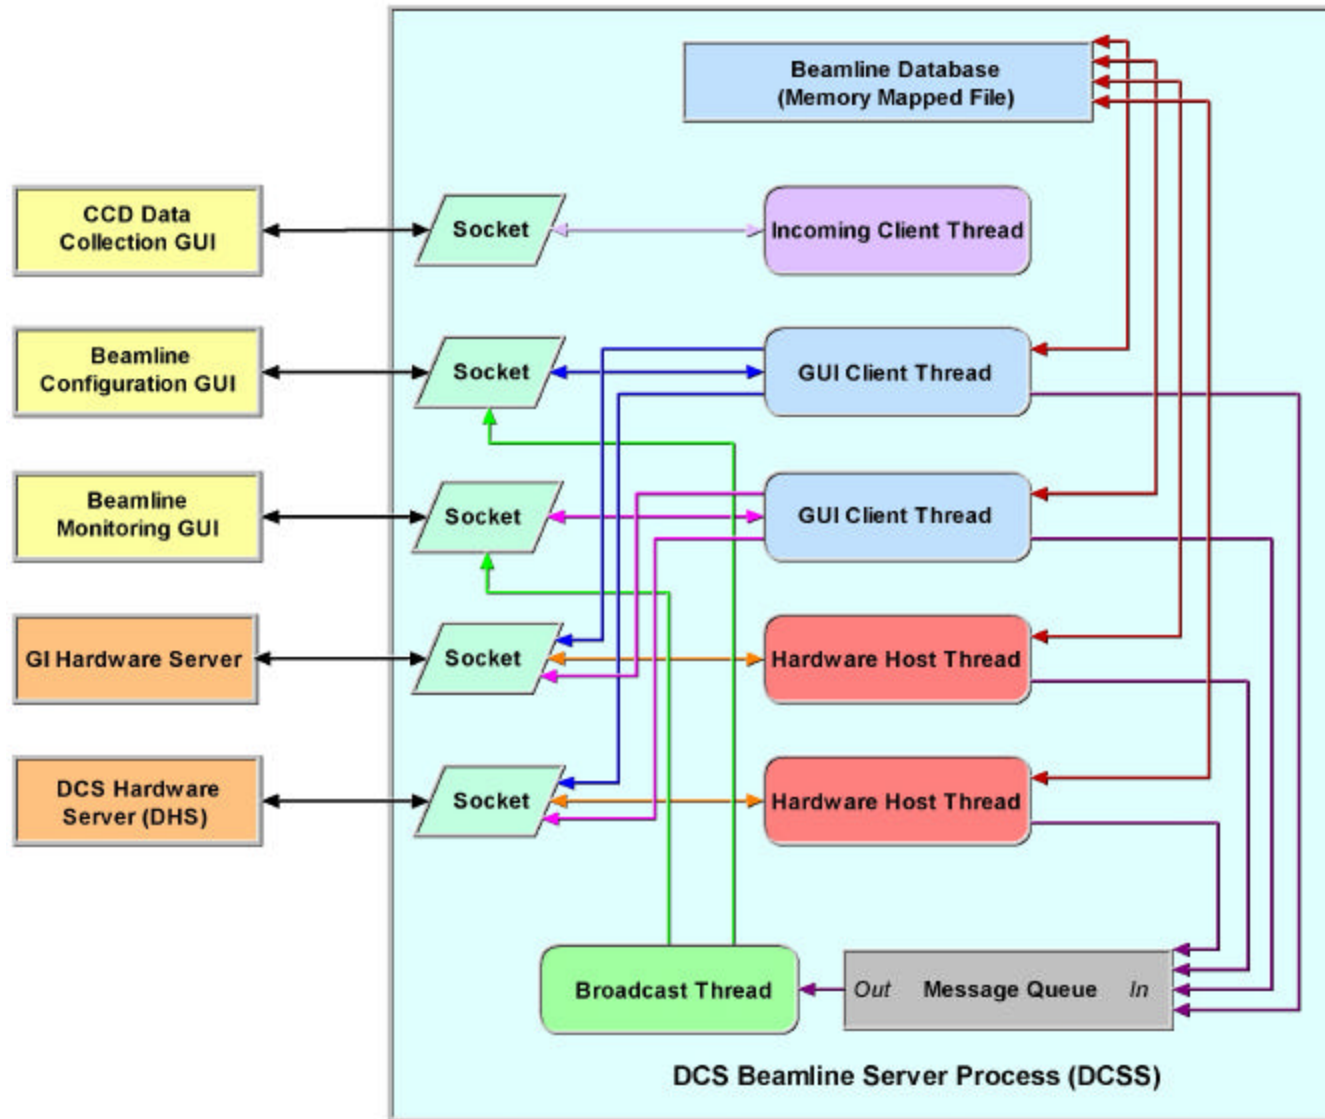 Beamline Database
(Memory Mapped File)
CCD Data
Collection GUI
Socket
Incoming Client Thread
Beamline
Configuration GUI
Socket
GUI Client Thread
Beamline
Monitoring GUI
Socket
GUI Client Thread
GI Hardware Server
Socket
Hardware Host Thread
DCS Hardware
Server (DHS)
Socket
Hardware Host Thread
Broadcast Thread
Out Message Queue In
DCS Beamline Server Process (DCSS)